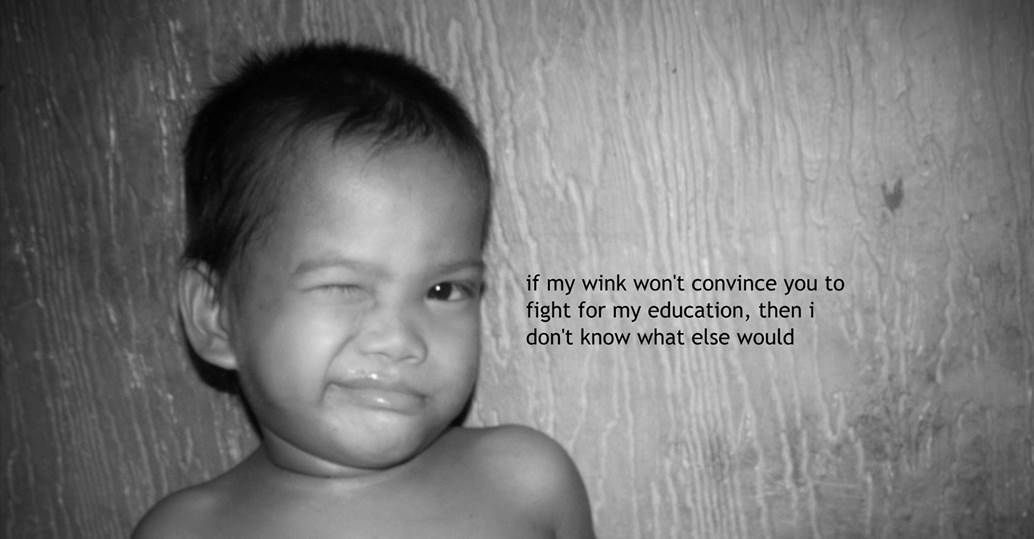 if my wink won't convince you to
fight for my education, then i
don't know what else would